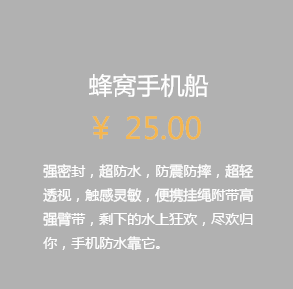 蜂窝手机船
¥ 25.00
强密封，超防水，防震防摔，超轻
透视，触感灵敏，便携挂绳附带高
强臂带，剩下的水上狂欢，尽欢归
你，手机防水靠它。